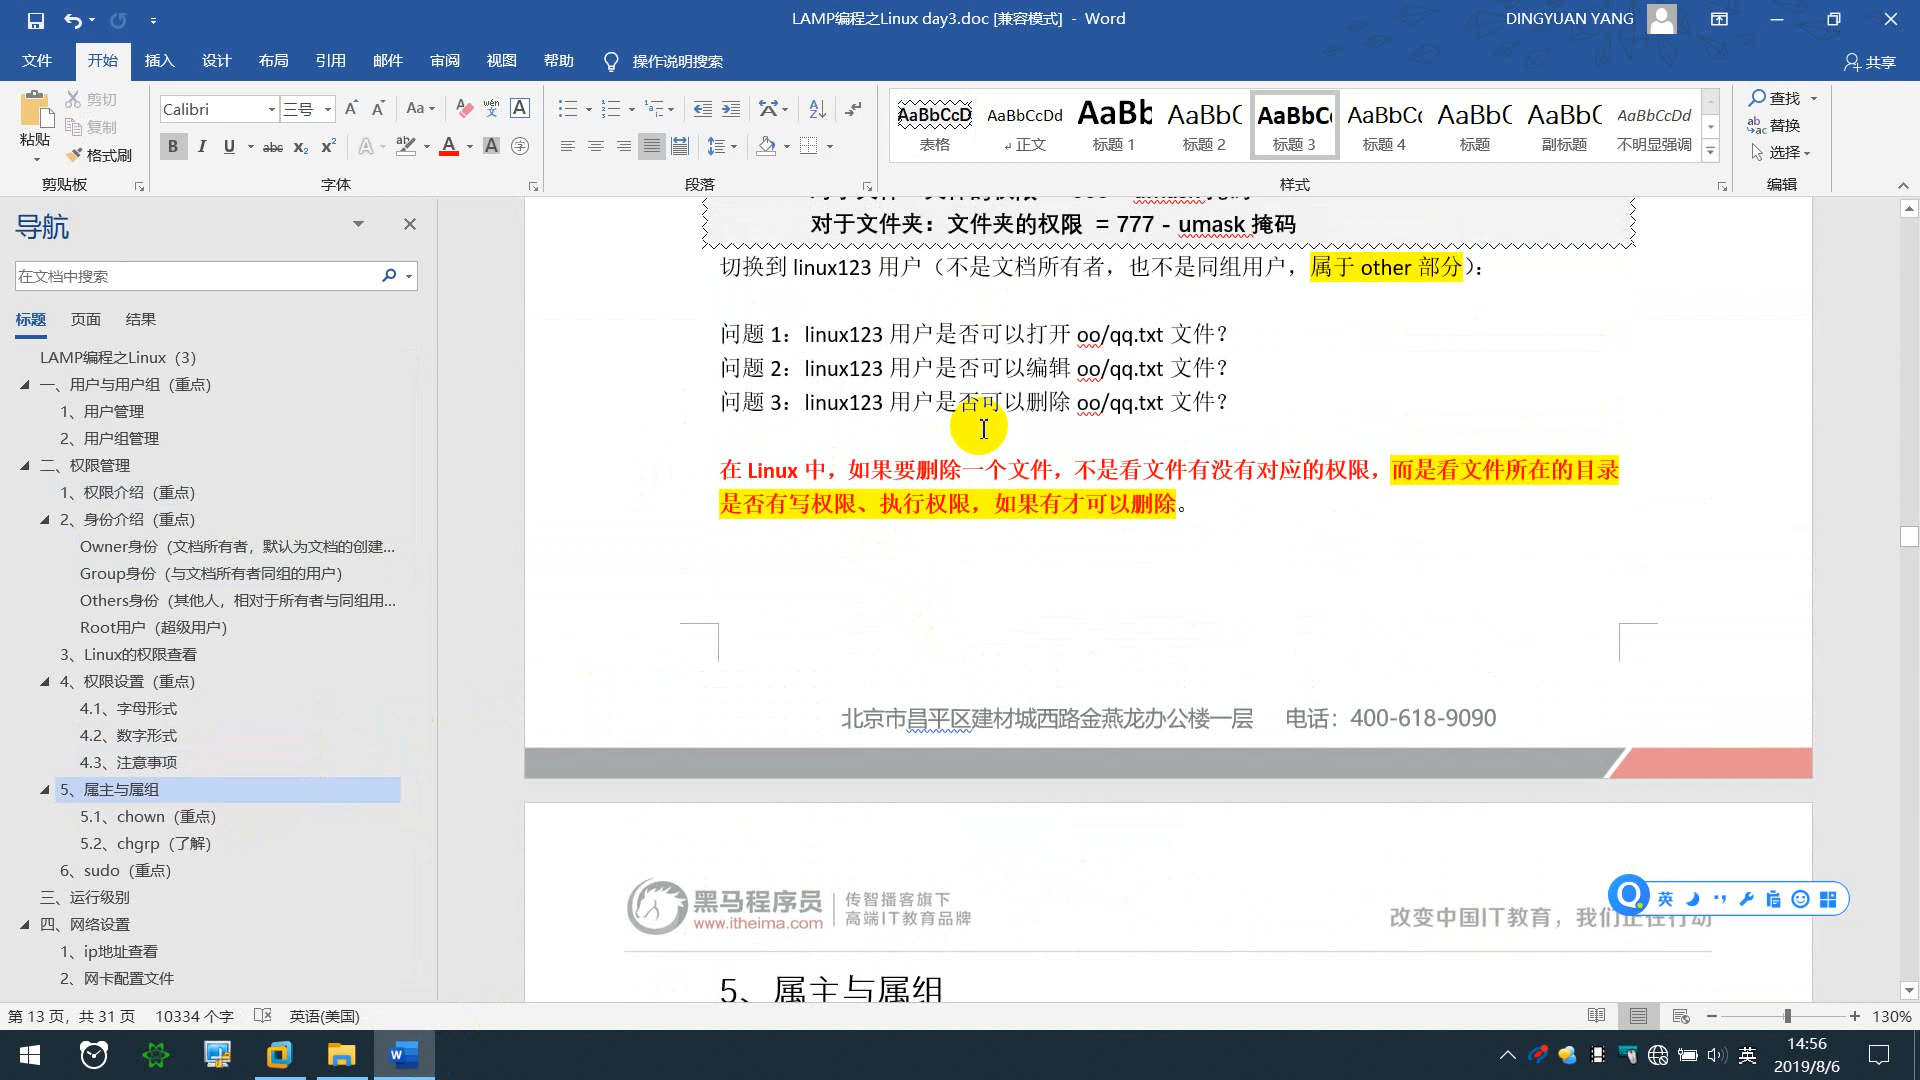 LAMP编程之Linux day3.doc [兼容模式] - Word
DINGYUAN YANG
文件 开始 插入 设计 布局 引用 邮件 审阅 视图 帮助 操作说明搜索
共享
粘贴
剪切
复制
格式刷
剪贴板
Calibri 三号
字体
段落
AaBbCcD 表格
AaBbCcDd 正文
AaBb 标题 1
AaBbC 标题 2
AaBbC 标题 3
AaBbCc 标题 4
AaBbC 标题
AaBbC 副标题
AaBbCcDd 不明显强调
样式
查找
替换
选择
编辑
导航
在文档中搜索
标题 页面 结果
LAMP编程之Linux（3）
一、用户与用户组（重点）
1、用户管理
2、用户组管理
二、权限管理
1、权限介绍（重点）
2、身份介绍（重点）
Owner身份（文档所有者，默认为文档的创建...
Group身份（与文档所有者同组的用户）
Others身份（其他人，相对于所有者与同组用...
Root用户（超级用户）
3、Linux的权限查看
4、权限设置（重点）
4.1、字母形式
4.2、数字形式
4.3、注意事项
5、属主与属组
5.1、chown（重点）
5.2、chgrp（了解）
6、sudo（重点）
三、运行级别
四、网络设置
1、ip地址查看
2、网卡配置文件
对于文件夹：文件夹的权限 = 777 - umask 掩码
切换到 linux123 用户（不是文档所有者，也不是同组用户，属于 other 部分）：
问题 1：linux123 用户是否可以打开 oo/qq.txt 文件？
问题 2：linux123 用户是否可以编辑 oo/qq.txt 文件？
问题 3：linux123 用户是否可以删除 oo/qq.txt 文件？
在 Linux 中，如果要删除一个文件，不是看文件有没有对应的权限，而是看文件所在的目录
是否有写权限、执行权限，如果有才可以删除。
北京市昌平区建材城西路金燕龙办公楼一层 电话：400-618-9090
黑马程序员
www.itheima.com
传智播客旗下
高端IT教育品牌
改变中国IT教育，我们正在行动
英
5、属主与属组
第 13 页，共 31 页 10334 个字 英语(美国)
130%
英
14:56
2019/8/6